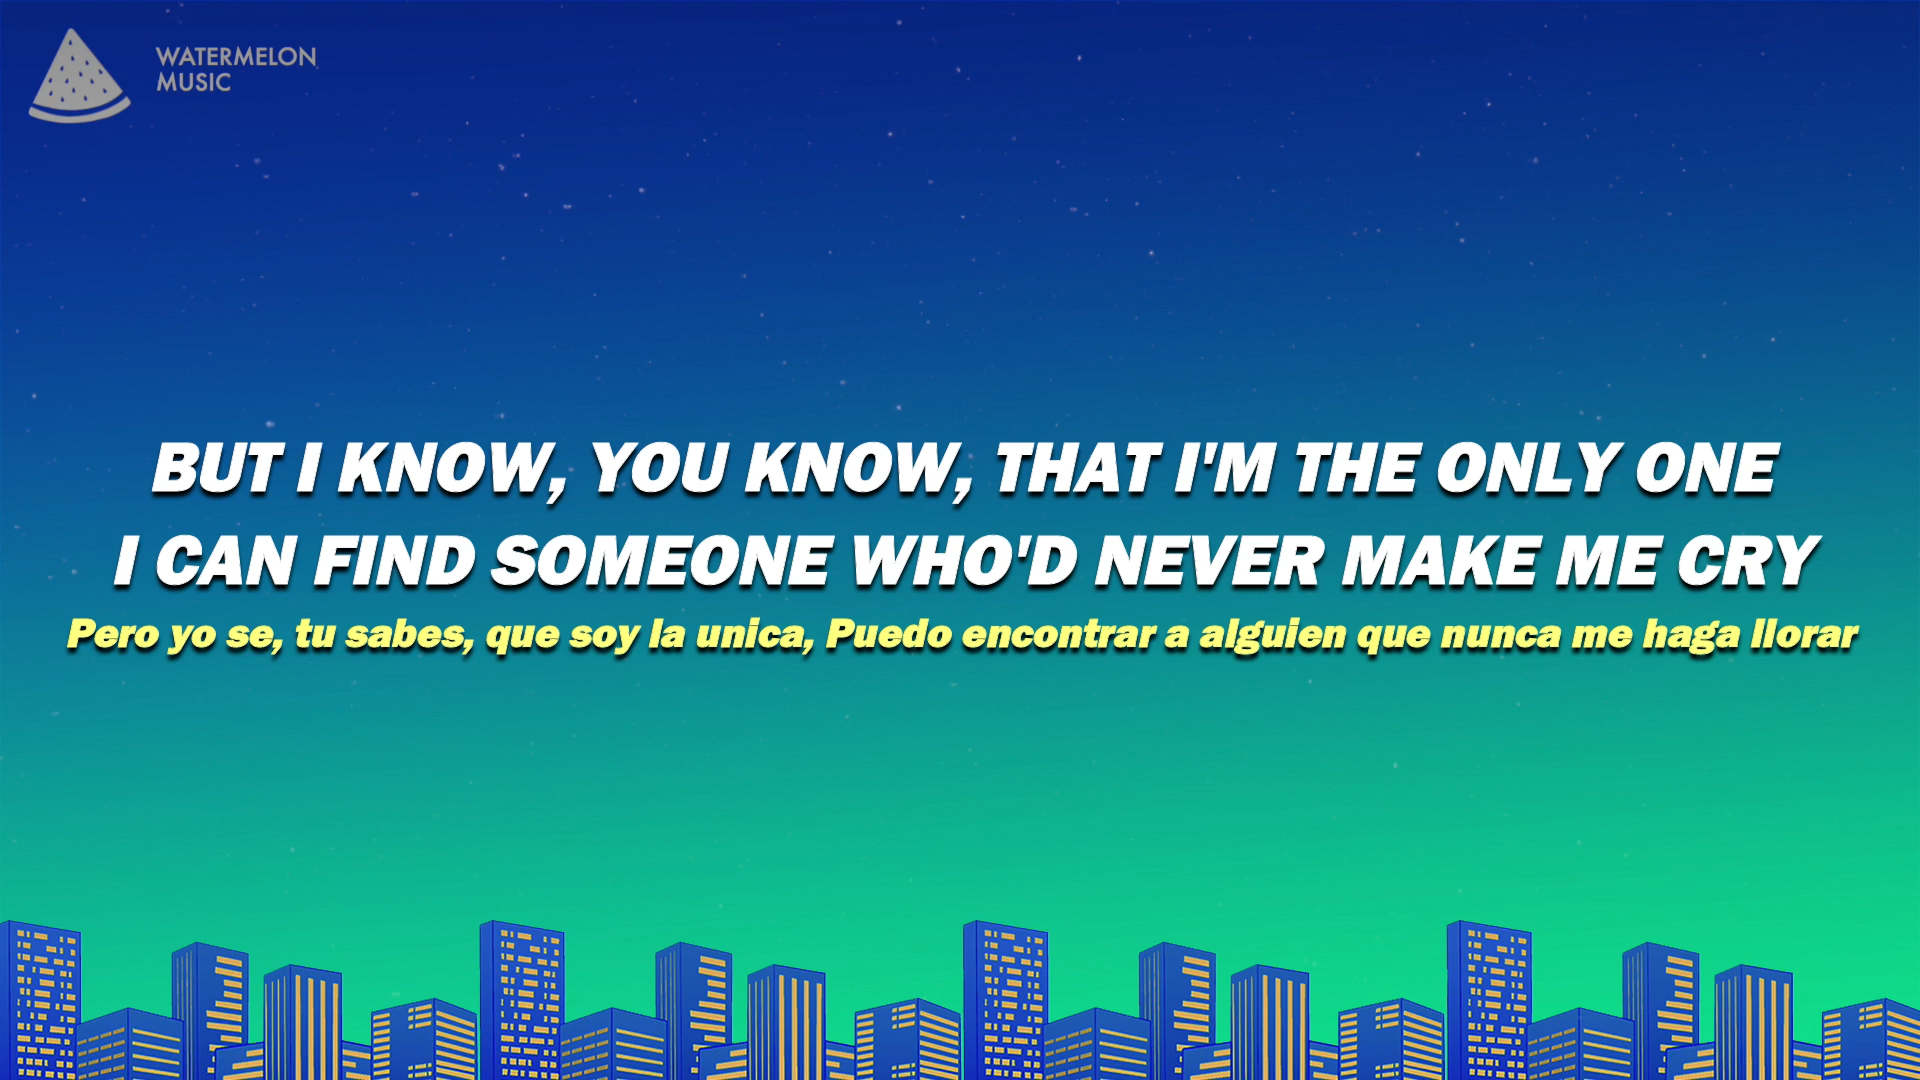 WATERMELON
MUSIC
BUT I KNOW, YOU KNOW, THAT I'M THE ONLY ONE
I CAN FIND SOMEONE WHO'D NEVER MAKE ME CRY
Pero yo se, tu sabes, que soy la unica, Puedo encontrar a alguien que nunca me haga llorar